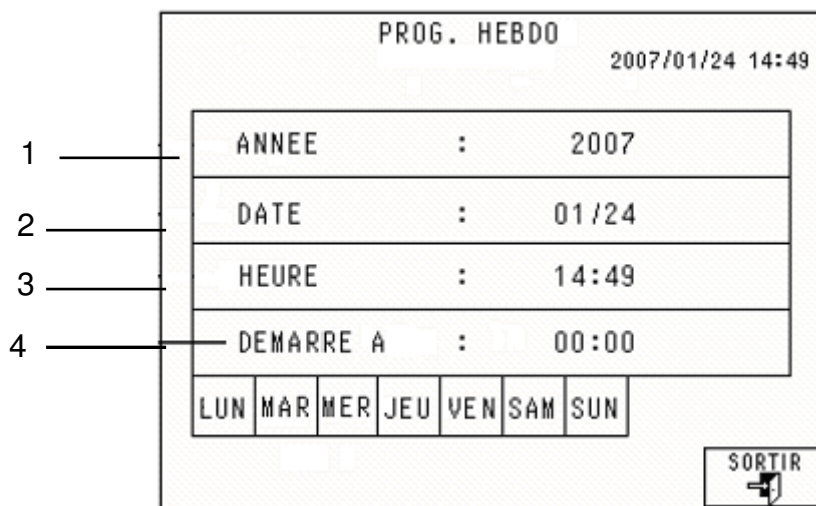 PROG. HEBDO
2007/01/24 14:49
1 ANNEE : 2007
2 DATE : 01/24
3 HEURE : 14:49
4 DEMARRE A : 00:00
LUN MAR MER JEU VEN SAM SUN
SORTIR